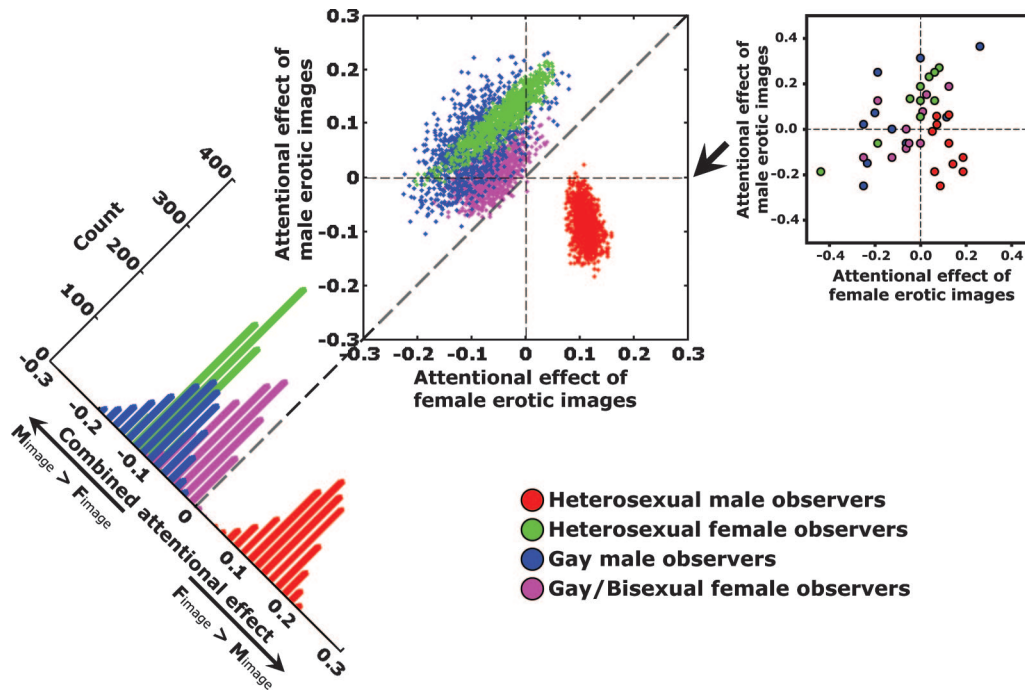 0.3
0.2
0.1
0
-0.1
-0.2
-0.3
-0.3
-0.2
-0.1
0
0.1
0.2
0.3
Attentional effect of
male erotic images
Attentional effect of
female erotic images
0.4
0.2
0.0
-0.2
-0.4
-0.4
-0.2
0
0.2
0.4
Attentional effect of
male erotic images
Attentional effect of
female erotic images
400
300
200
100
0
Count
-0.3
-0.2
-0.1
0
0.1
0.2
0.3
Combined attentional effect
Mimage > Fimage
Fimage > Mimage
Heterosexual male observers
Heterosexual female observers
Gay male observers
Gay/Bisexual female observers